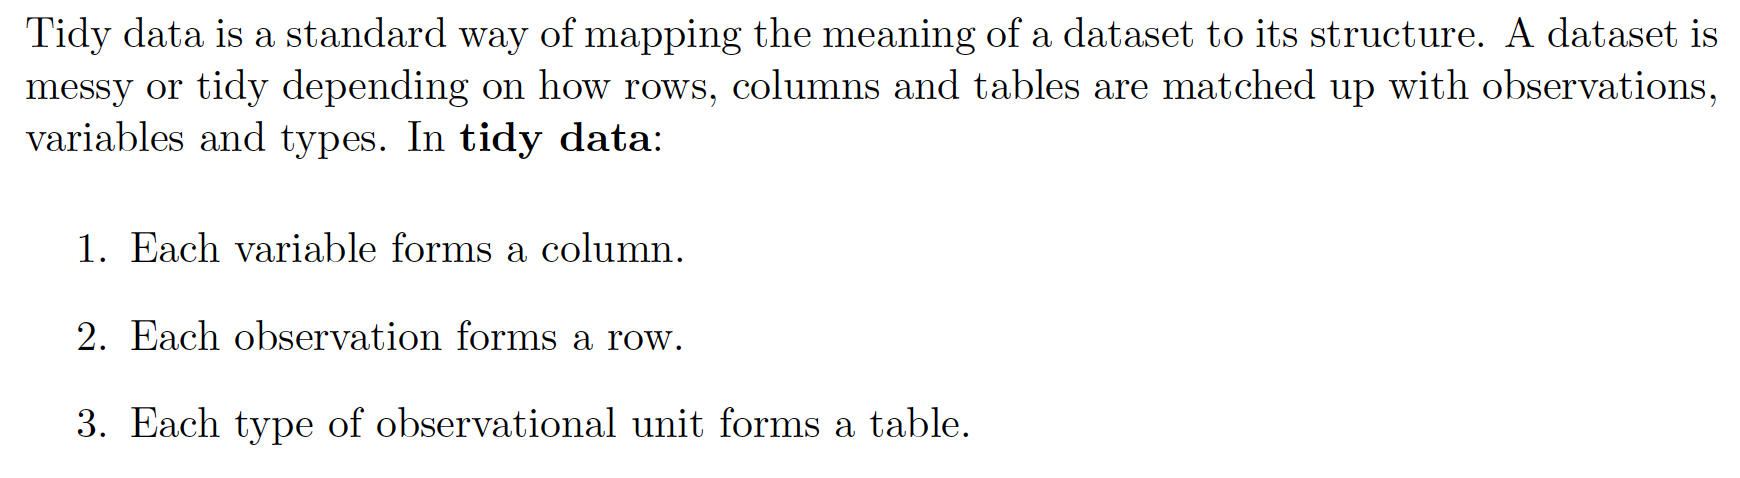 Tidy data is a standard way of mapping the meaning of a dataset to its structure. A dataset is
messy or tidy depending on how rows, columns and tables are matched up with observations,
variables and types. In tidy data:
1. Each variable forms a column.
2. Each observation forms a row.
3. Each type of observational unit forms a table.